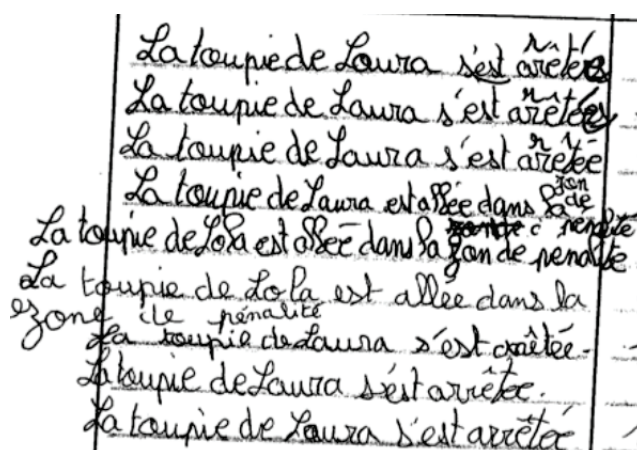 La toupie de Laura s'est arêtée
La toupie de Laura s'est arêtée
La toupie de Laura s'est arêtée
La toupie de Laura est allée dans la zon de
La toupie de Lola est allée dans la zon de penalite
La toupie de Lola est allée dans la
zone de pénalité
La toupie de Laura s'est arrêtée.
La toupie de Laura s'est arrêtée.
La toupie de Laura s'est arrêtée